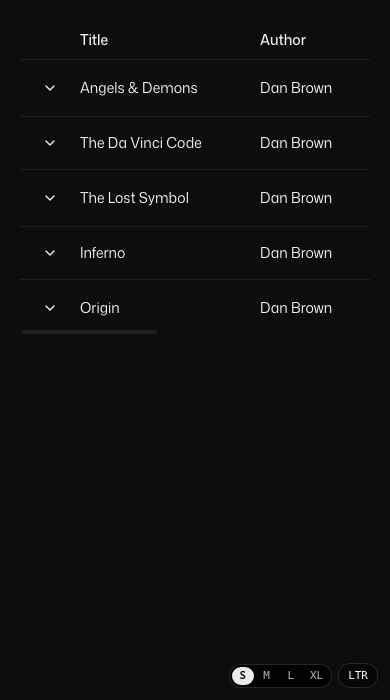 Title Author
Angels & Demons Dan Brown
The Da Vinci Code Dan Brown
The Lost Symbol Dan Brown
Inferno Dan Brown
Origin Dan Brown
S M L XL LTR